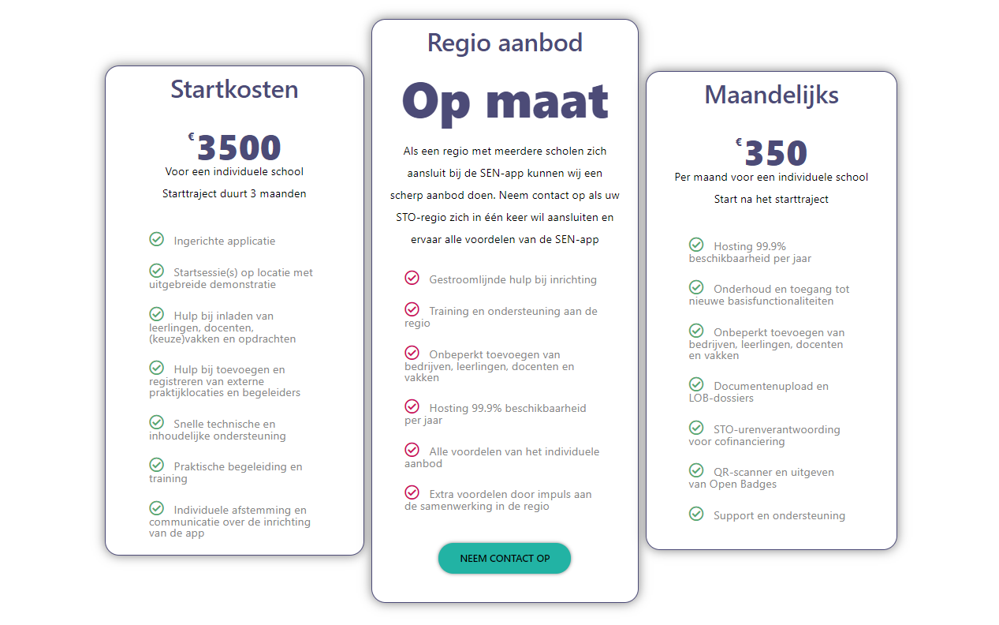 Startkosten
€3500
Voor een individuele school
Starttraject duurt 3 maanden
Ingerichte applicatie
Startsessie(s) op locatie met
uitgebreide demonstratie
Hulp bij inladen van
leerlingen, docenten,
(keuze)vakken en opdrachten
Hulp bij toevoegen en
registreren van externe
praktijklocaties en begeleiders
Snelle technische en
inhoudelijke ondersteuning
Praktische begeleiding en
training
Individuele afstemming en
communicatie over de inrichting
van de app
Regio aanbod
Op maat
Als een regio met meerdere scholen zich
aansluit bij de SEN-app kunnen wij een
scherp aanbod doen. Neem contact op als uw
STO-regio zich in één keer wil aansluiten en
ervaar alle voordelen van de SEN-app
Gestroomlijnde hulp bij inrichting
Training en ondersteuning aan de
regio
Onbeperkt toevoegen van
bedrijven, leerlingen, docenten en
vakken
Hosting 99.9% beschikbaarheid
per jaar
Alle voordelen van het individuele
aanbod
Extra voordelen door impuls aan
de samenwerking in de regio
NEEM CONTACT OP
Maandelijks
€350
Per maand voor een individuele school
Start na het starttraject
Hosting 99.9%
beschikbaarheid per jaar
Onderhoud en toegang tot
nieuwe basisfunctionaliteiten
Onbeperkt toevoegen van
bedrijven, leerlingen, docenten
en vakken
Documentenupload en
LOB-dossiers
STO-urenverantwoording
voor cofinanciering
QR-scanner en uitgeven
van Open Badges
Support en ondersteuning